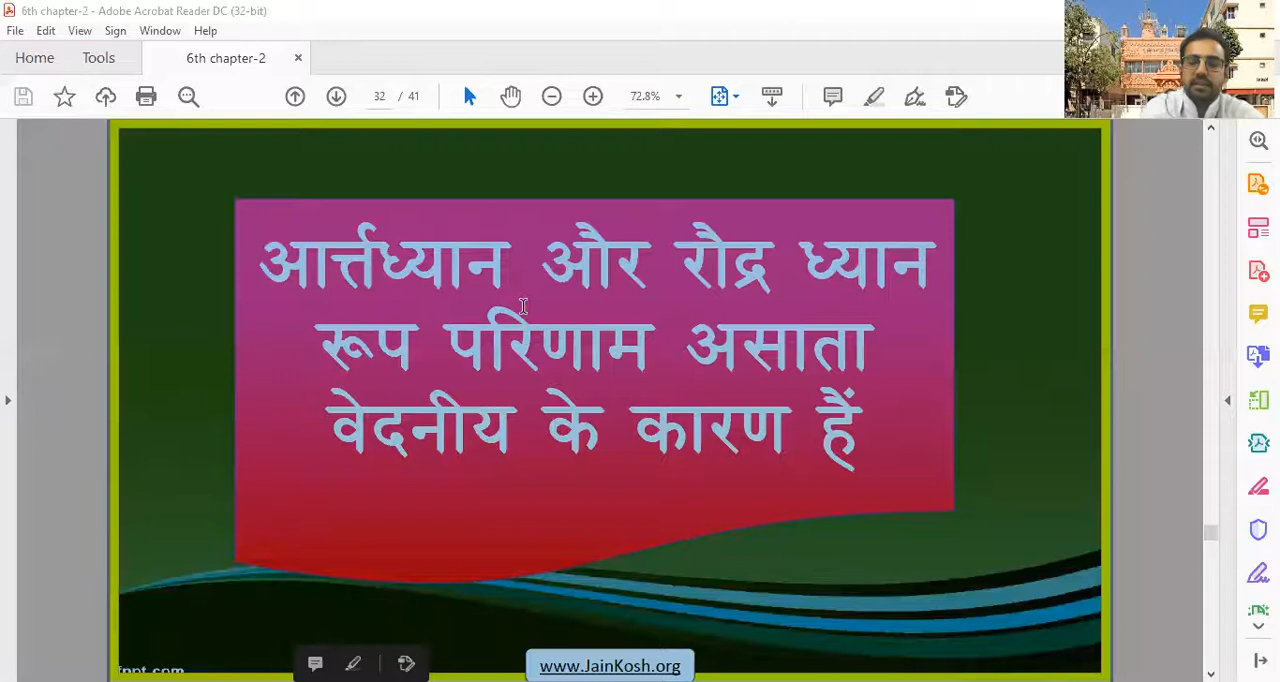 6th chapter-2 - Adobe Acrobat Reader DC (32-bit)
File Edit View Sign Window Help
Home Tools 6th chapter-2
32 / 41 72.8%
आर्त्तध्यान और रौद्र ध्यान
रूप परिणाम असाता
वेदनीय के कारण हैं
www.JainKosh.org